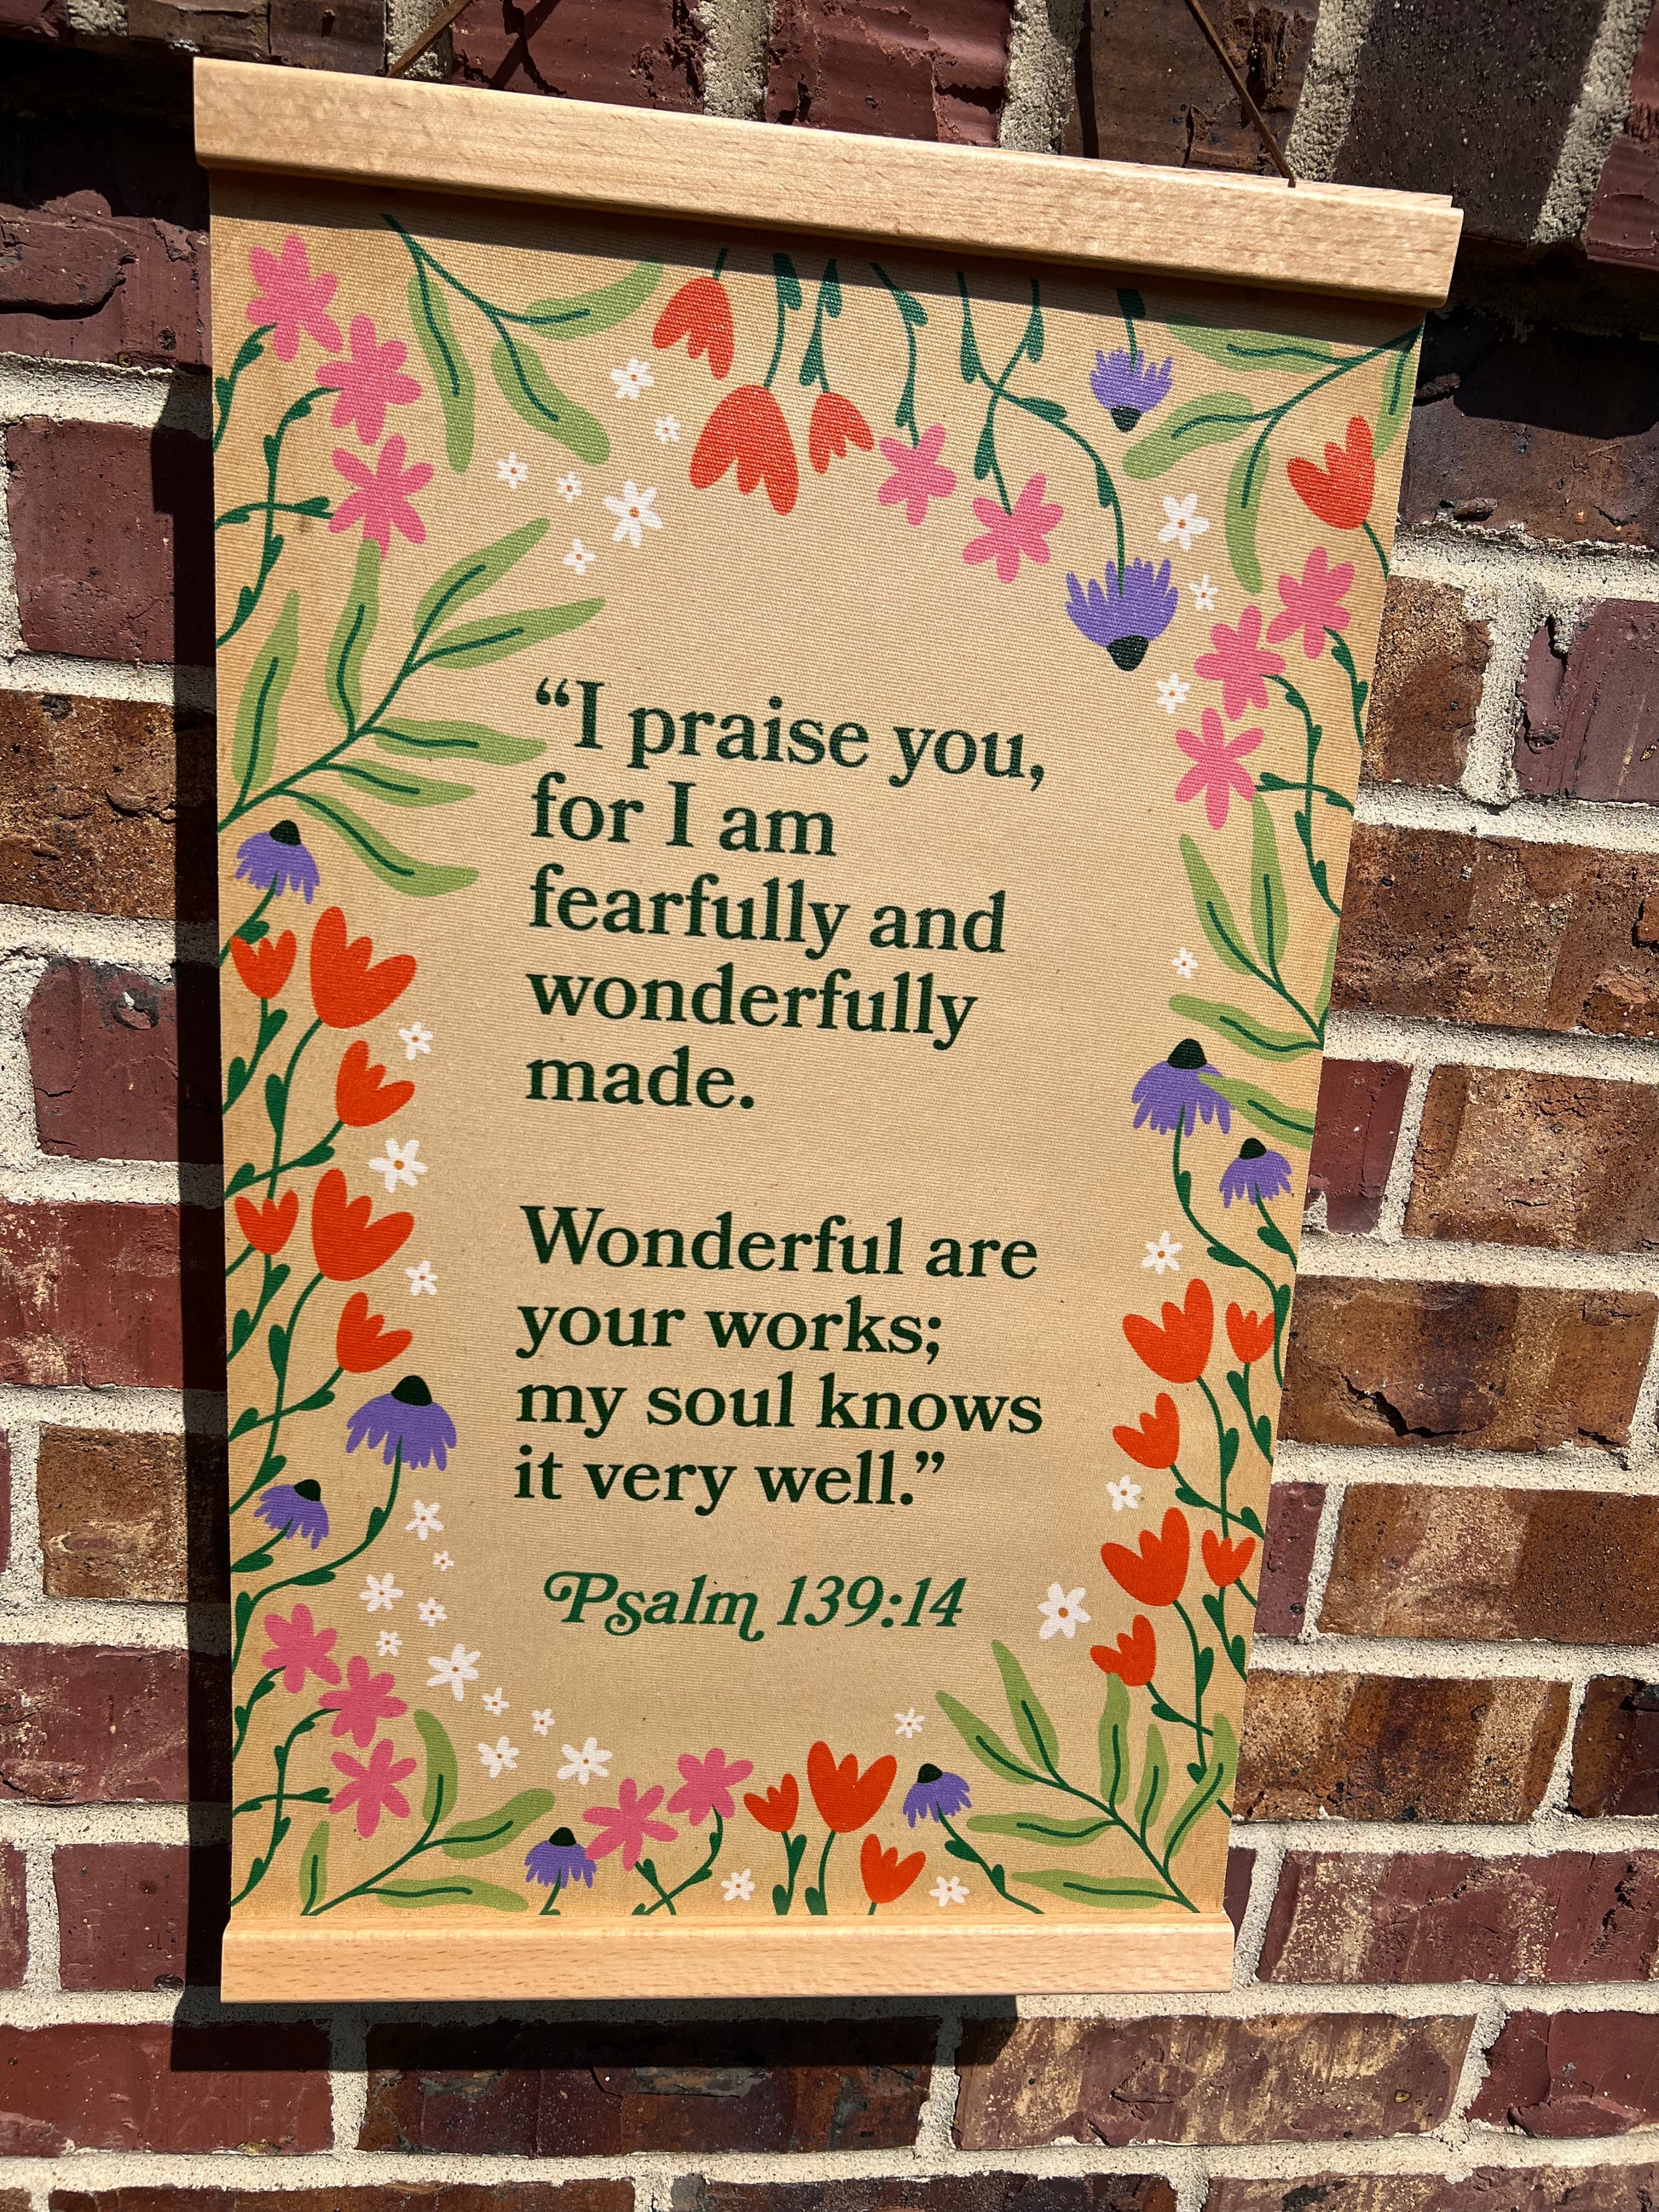 “I praise you,
for I am
fearfully and
wonderfully
made.
Wonderful are
your works;
my soul knows
it very well.”
Psalm 139:14